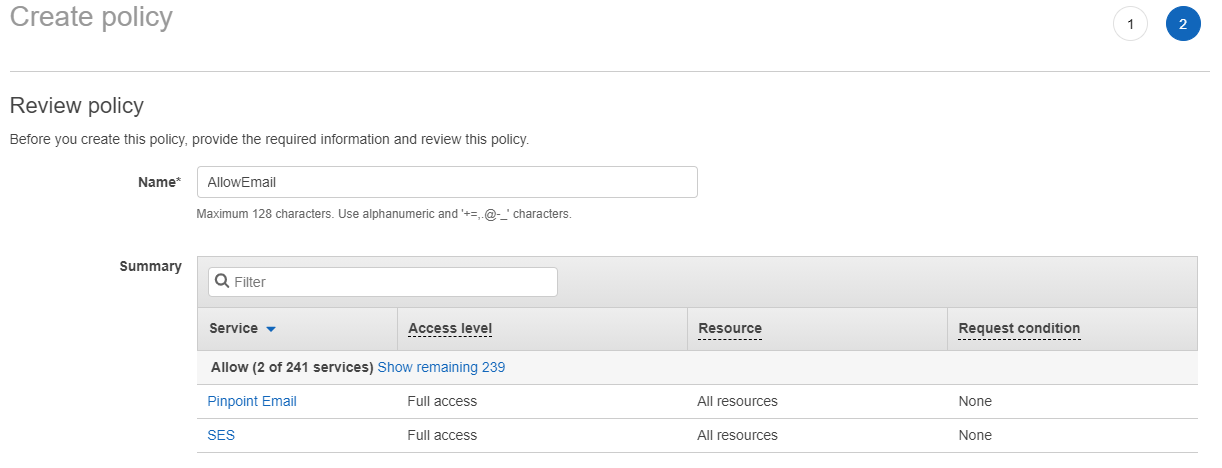 Create policy
1
2
Review policy
Before you create this policy, provide the required information and review this policy.
Name*
AllowEmail
Maximum 128 characters. Use alphanumeric and '+=,.@-_' characters.
Summary
Filter
Service Access level Resource Request condition
Allow (2 of 241 services) Show remaining 239
Pinpoint Email Full access All resources None
SES Full access All resources None